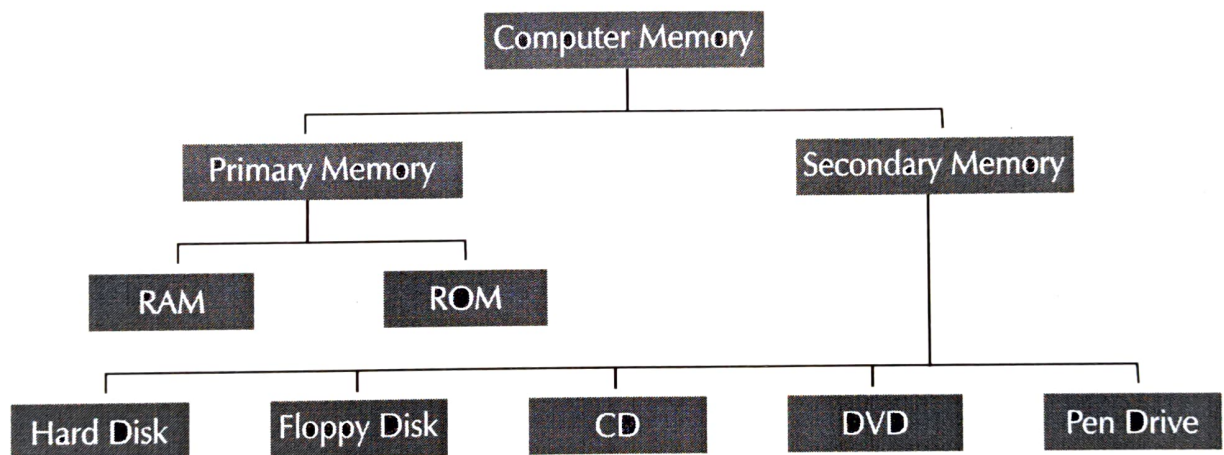 Computer Memory
Primary Memory
Secondary Memory
RAM
ROM
Hard Disk
Floppy Disk
CD
DVD
Pen Drive